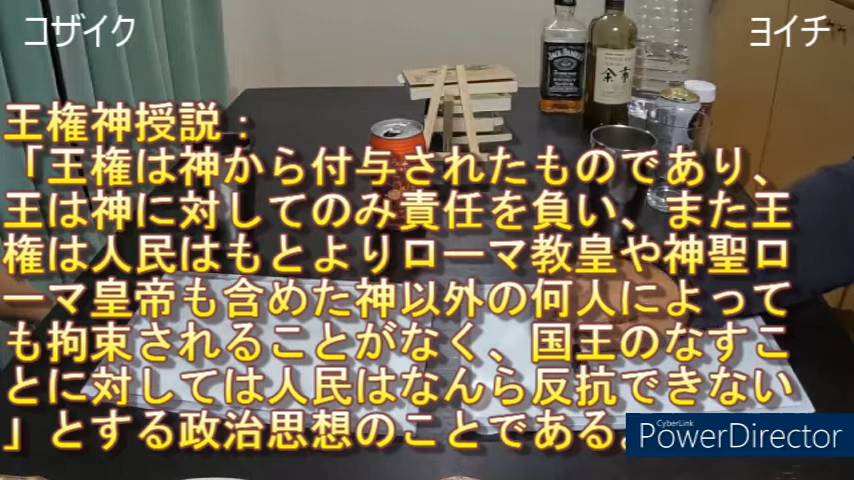 コザイク
ヨイチ
JACK DANIEL'S
余市
王権神授説：
「王権は神から付与されたものであり、
王は神に対してのみ責任を負い、また王
権は人民はもとよりローマ教皇や神聖ロ
ーマ皇帝も含めた神以外の何人によって
も拘束されることがなく、国王のなすこ
とに対しては人民はなんら反抗できない
」とする政治思想のことである。
CyberLink
PowerDirector